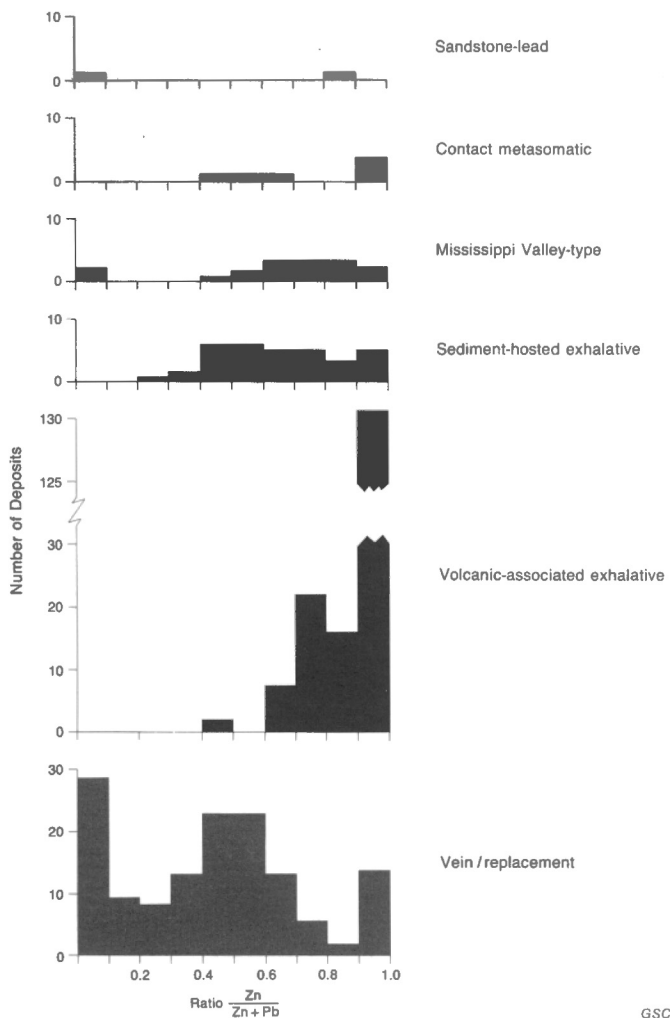 10
0
Sandstone-lead
10
0
Contact metasomatic
10
0
Mississippi Valley-type
10
0
Sediment-hosted exhalative
Number of Deposits
130
125
30
20
10
0
Volcanic-associated exhalative
30
20
10
0
Vein / replacement
0.2 0.4 0.6 0.8 1.0
Ratio Zn
Zn + Pb
GSC